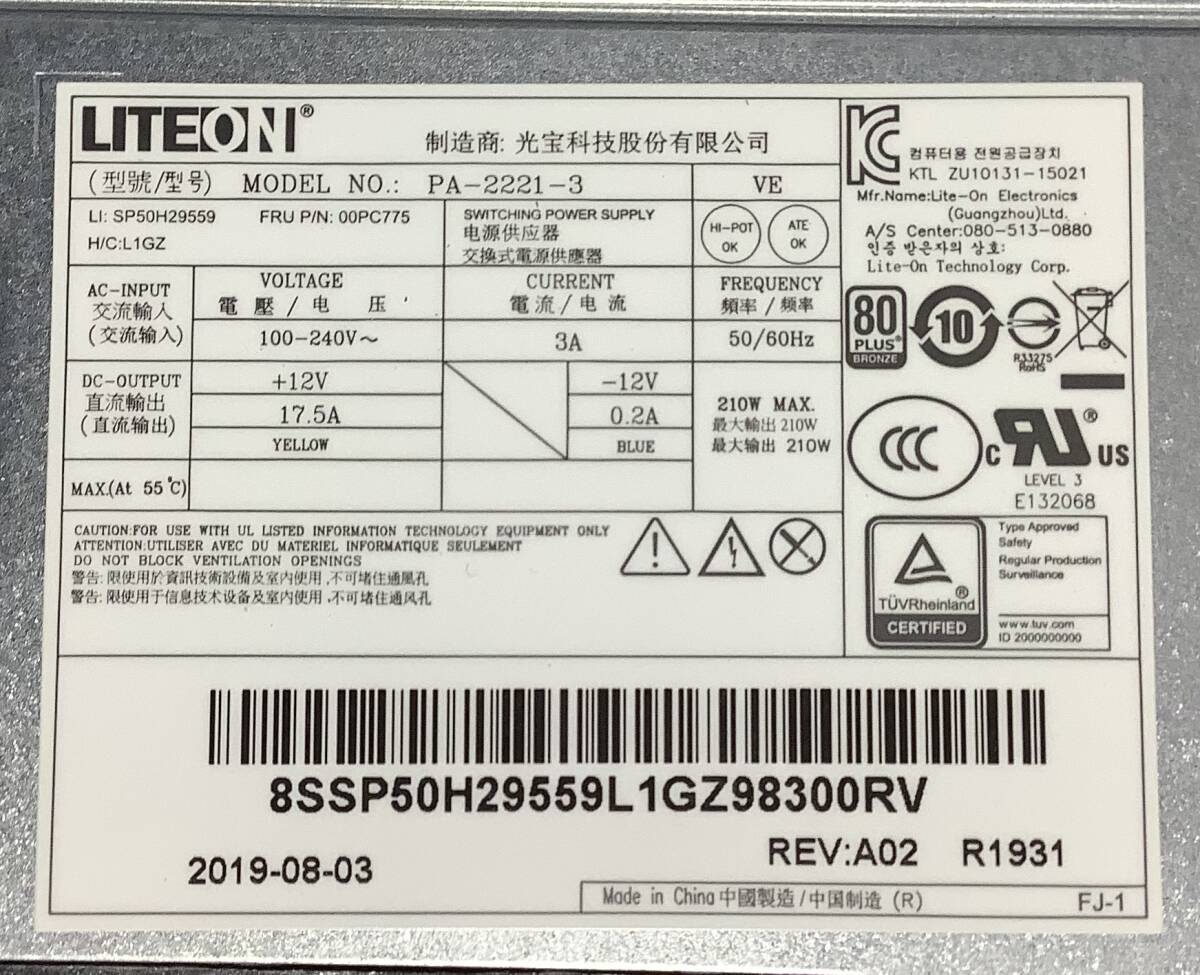 LITEON®
制造商: 光宝科技股份有限公司
(型號/型号) MODEL NO.: PA-2221-3 VE
LI: SP50H29559 FRU P/N: 00PC775
H/C:L1GZ
SWITCHING POWER SUPPLY
电源供应器
交換式電源供應器
HI-POT OK
ATE OK
AC-INPUT
交流輸入
(交流输入)
VOLTAGE
電 壓 / 电 压
CURRENT
電流/电流
FREQUENCY
頻率/频率
100-240V~ 3A 50/60Hz
DC-OUTPUT
直流輸出
(直流输出)
+12V -12V
17.5A 0.2A
YELLOW BLUE
210W MAX.
最大輸出 210W
最大输出 210W
MAX.(At 55℃)
CAUTION:FOR USE WITH UL LISTED INFORMATION TECHNOLOGY EQUIPMENT ONLY
ATTENTION:UTILISER AVEC DU MATERIEL INFORMATIQUE SEULEMENT
DO NOT BLOCK VENTILATION OPENINGS
警告: 限使用於資訊技術設備及室內使用,不可堵住通風孔
警告: 限使用于信息技术设备及室内使用,不可堵住通风孔
KC
컴퓨터용 전원공급장치
KTL ZU10131-15021
Mfr.Name:Lite-On Electronics
(Guangzhou)Ltd.
A/S Center:080-513-0880
인증 받은자의 상호:
Lite-On Technology Corp.
80
PLUS®
BRONZE
10
R33275
RoHS
CCC
c RU® US
LEVEL 3
E132068
TÜVRheinland®
CERTIFIED
Type Approved
Safety
Regular Production
Surveillance
www.tuv.com
ID 2000000000
8SSP50H29559L1GZ98300RV
2019-08-03
REV:A02 R1931
Made in China 中國製造/中国制造 (R)
FJ-1